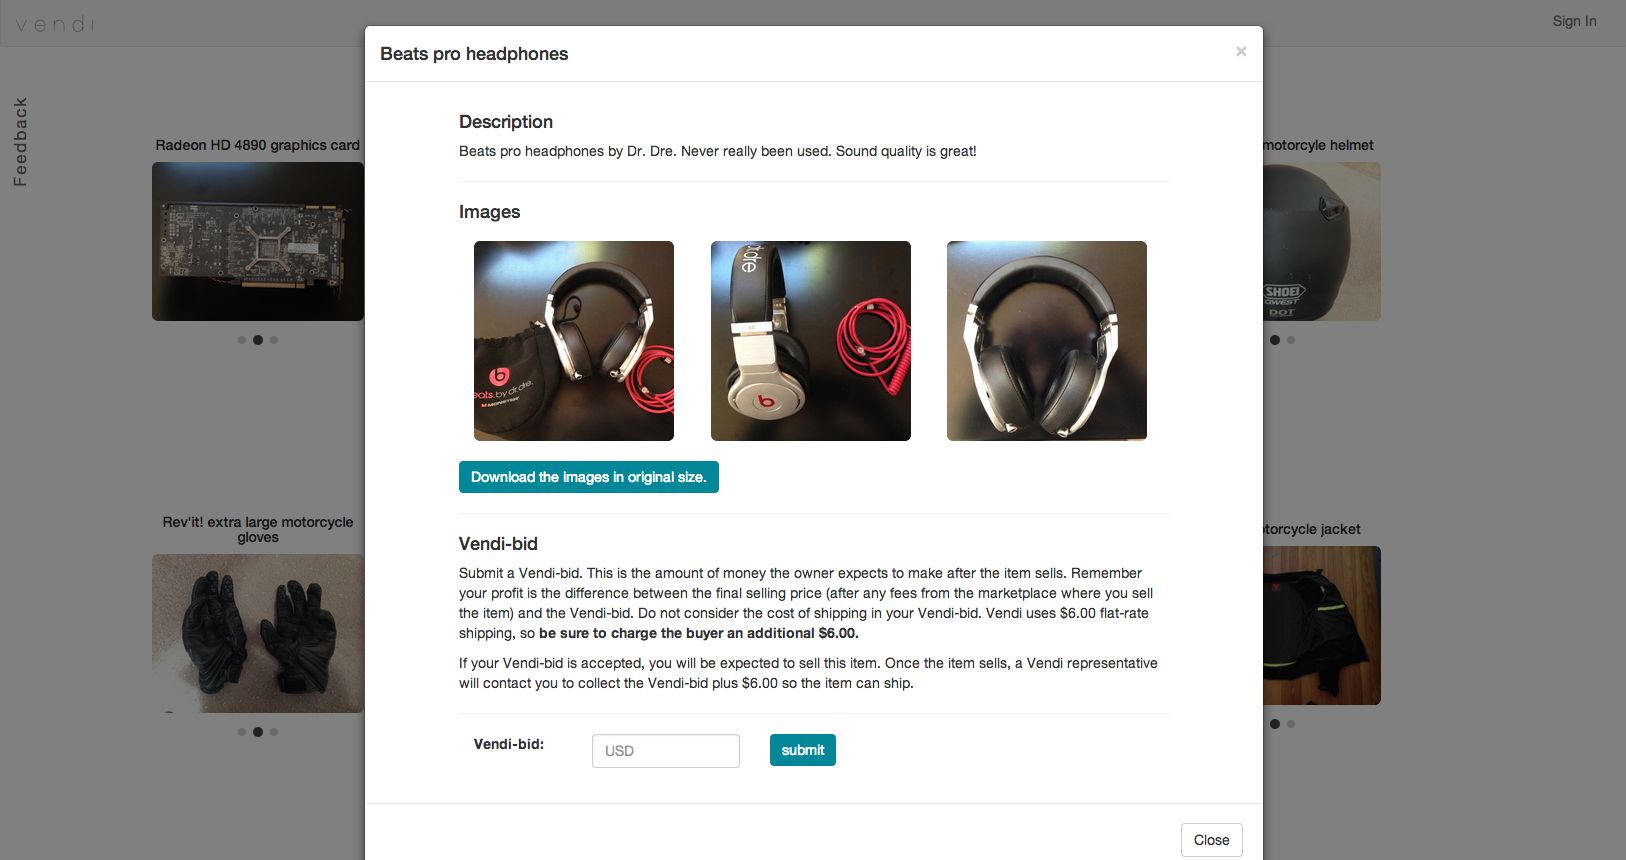 vendi
Sign In
Feedback
Beats pro headphones
×
Description
Beats pro headphones by Dr. Dre. Never really been used. Sound quality is great!
Images
b
eats.by dr.dre.
MONSTER
dre
b
Download the images in original size.
Vendi-bid
Submit a Vendi-bid. This is the amount of money the owner expects to make after the item sells. Remember
your profit is the difference between the final selling price (after any fees from the marketplace where you sell
the item) and the Vendi-bid. Do not consider the cost of shipping in your Vendi-bid. Vendi uses $6.00 flat-rate
shipping, so be sure to charge the buyer an additional $6.00.
If your Vendi-bid is accepted, you will be expected to sell this item. Once the item sells, a Vendi representative
will contact you to collect the Vendi-bid plus $6.00 so the item can ship.
Vendi-bid:
USD
submit
Close
Radeon HD 4890 graphics card
Rev'it! extra large motorcycle
gloves
motorcyle helmet
SHOEI
QWEST
DOT
torcycle jacket